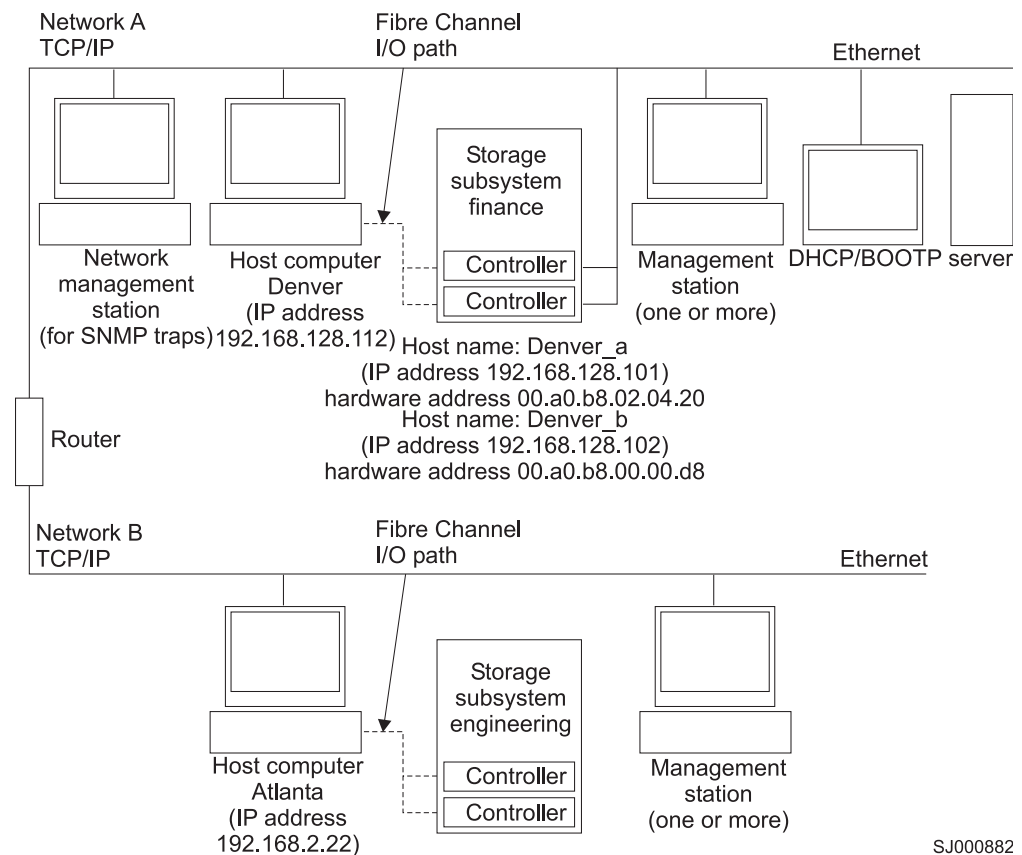 Network A
TCP/IP
Fibre Channel
I/O path
Ethernet
Storage
subsystem
finance
Controller
Controller
Network
management
station
(for SNMP traps)
Host computer
Denver
(IP address
192.168.128.112)
Management
station
(one or more)
DHCP/BOOTP server
Host name: Denver_a
(IP address 192.168.128.101)
hardware address 00.a0.b8.02.04.20
Host name: Denver_b
(IP address 192.168.128.102)
hardware address 00.a0.b8.00.00.d8
Router
Network B
TCP/IP
Fibre Channel
I/O path
Ethernet
Storage
subsystem
engineering
Controller
Controller
Host computer
Atlanta
(IP address
192.168.2.22)
Management
station
(one or more)
SJ000882